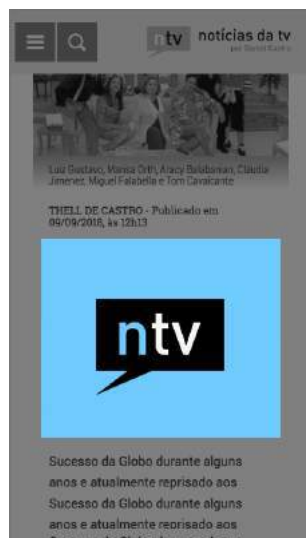 ntv notícias da tv
por Daniel Castro
Luiz Gustavo, Marisa Orth, Aracy Balabanian, Claudia
Jimenez, Miguel Falabella e Tom Cavalcante
THELL DE CASTRO - Publicado em
09/09/2018, às 12h13
ntv
Sucesso da Globo durante alguns
anos e atualmente reprisado aos
Sucesso da Globo durante alguns
anos e atualmente reprisado aos